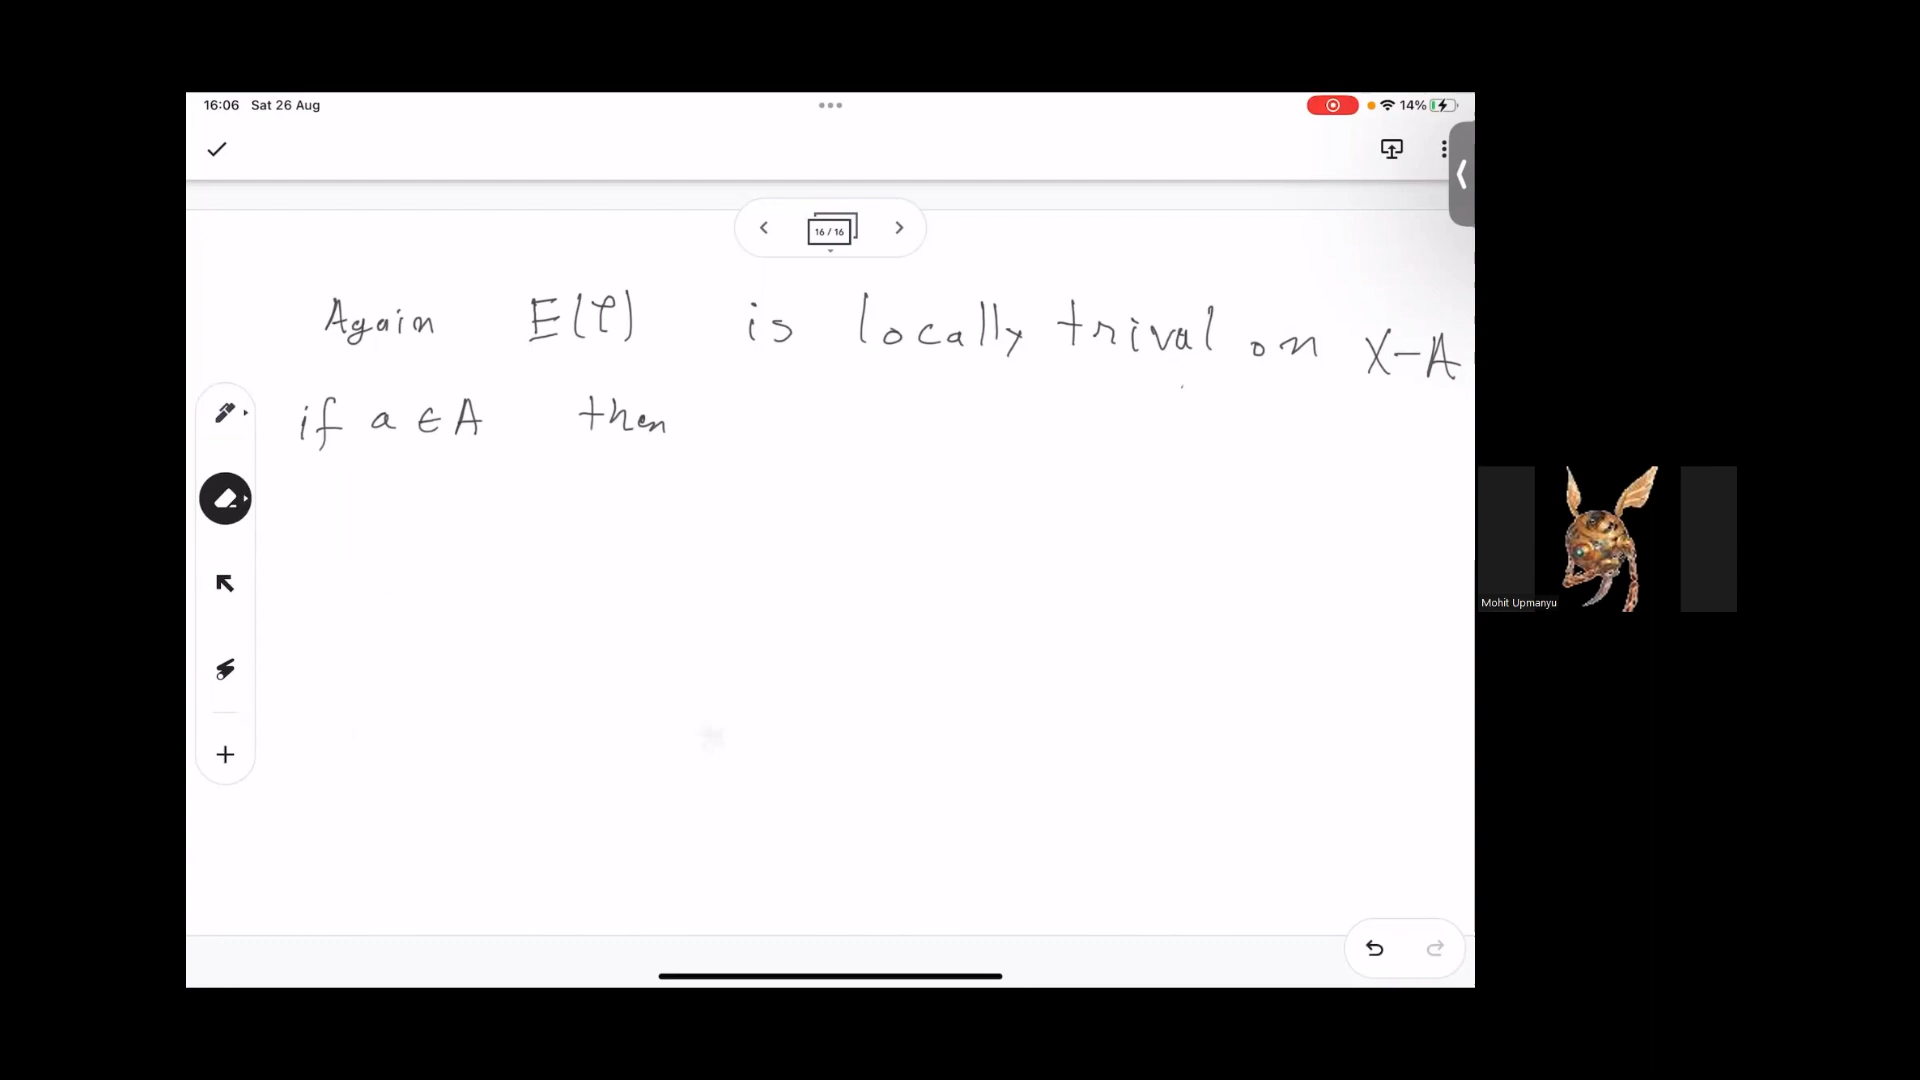 16:06 Sat 26 Aug
14%
16 / 16
Again E(φ) is locally trival on X-A
if a ∈ A then
Mohit Upmanyu